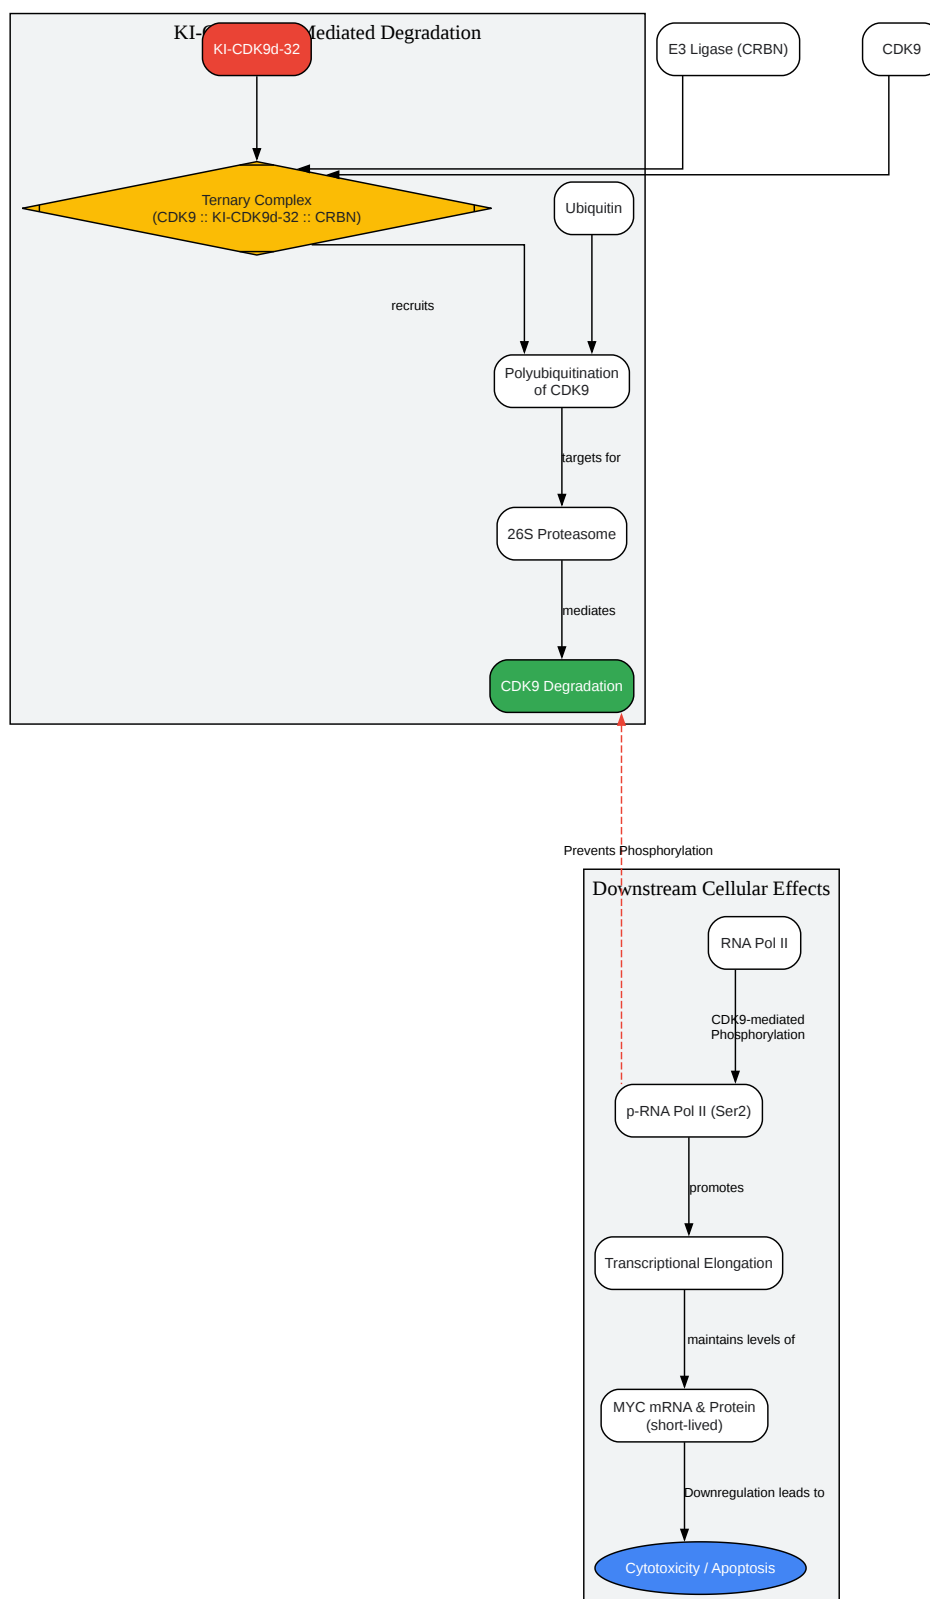 KI-C Mediated Degradation
KI-CDK9d-32
E3 Ligase (CRBN)
CDK9
Ternary Complex
(CDK9 :: KI-CDK9d-32 :: CRBN)
Ubiquitin
recruits
Polyubiquitination
of CDK9
targets for
26S Proteasome
mediates
CDK9 Degradation
Prevents Phosphorylation
Downstream Cellular Effects
RNA Pol II
CDK9-mediated
Phosphorylation
p-RNA Pol II (Ser2)
promotes
Transcriptional Elongation
maintains levels of
MYC mRNA & Protein
(short-lived)
Downregulation leads to
Cytotoxicity / Apoptosis